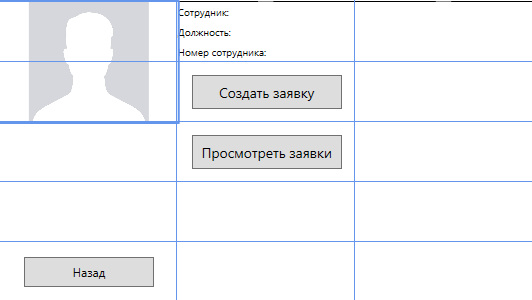 Сотрудник:
Должность:
Номер сотрудника:
Создать заявку
Просмотреть заявки
Назад